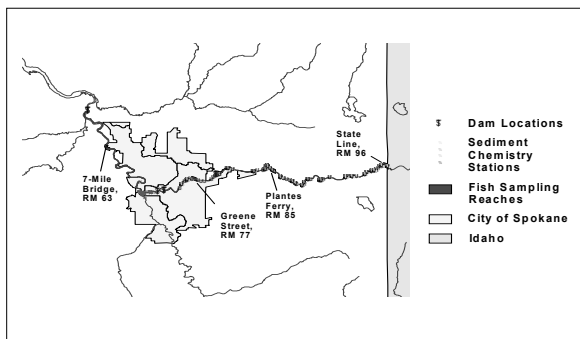 State
Line,
RM 96
7-Mile
Bridge,
RM 63
Plantes
Ferry,
RM 85
Greene
Street,
RM 77
Dam Locations
Sediment
Chemistry
Stations
Fish Sampling
Reaches
City of Spokane
Idaho